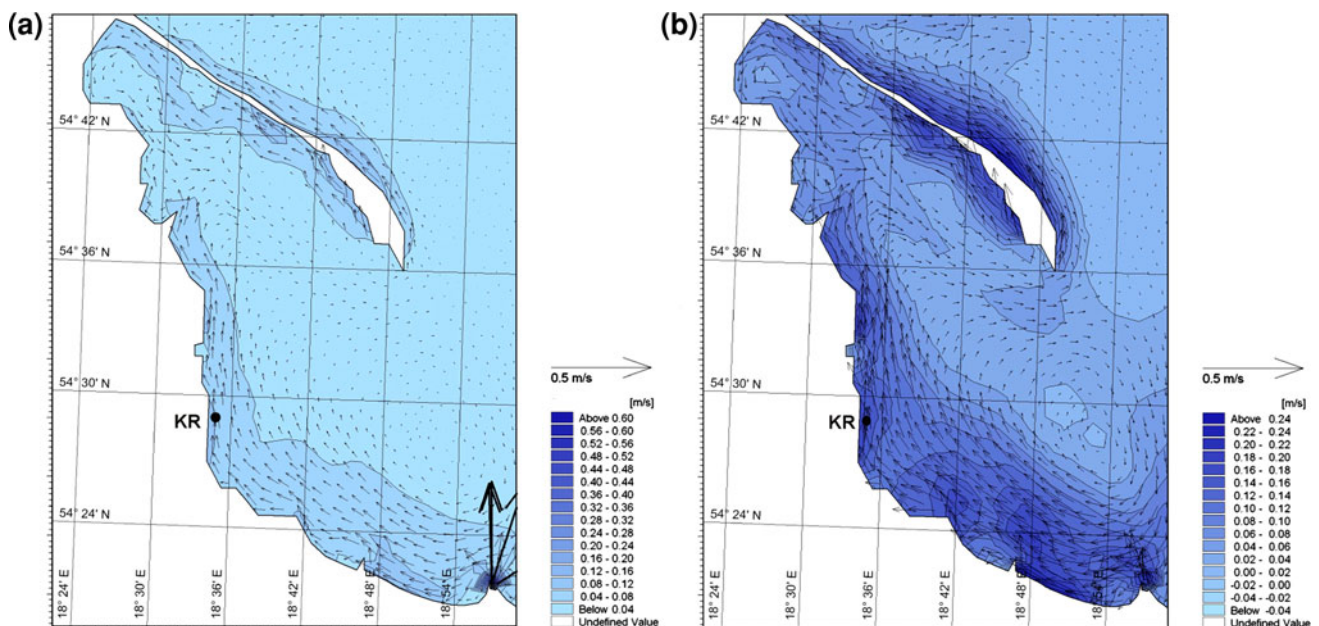 (a)
54° 42' N
54° 36' N
54° 30' N
KR
54° 24' N
18° 24' E
18° 30' E
18° 36' E
18° 42' E
18° 48' E
18° 54' E
0.5 m/s
[m/s]
Above 0.60
0.56 - 0.60
0.52 - 0.56
0.48 - 0.52
0.44 - 0.48
0.40 - 0.44
0.36 - 0.40
0.32 - 0.36
0.28 - 0.32
0.24 - 0.28
0.20 - 0.24
0.16 - 0.20
0.12 - 0.16
0.08 - 0.12
0.04 - 0.08
Below 0.04
Undefined Value
(b)
54° 42' N
54° 36' N
54° 30' N
KR
54° 24' N
18° 24' E
18° 30' E
18° 36' E
18° 42' E
18° 48' E
18° 54' E
0.5 m/s
[m/s]
Above 0.24
0.22 - 0.24
0.20 - 0.22
0.18 - 0.20
0.16 - 0.18
0.14 - 0.16
0.12 - 0.14
0.10 - 0.12
0.08 - 0.10
0.06 - 0.08
0.04 - 0.06
0.02 - 0.04
0.00 - 0.02
-0.02 - 0.00
-0.04 - -0.02
Below -0.04
Undefined Value